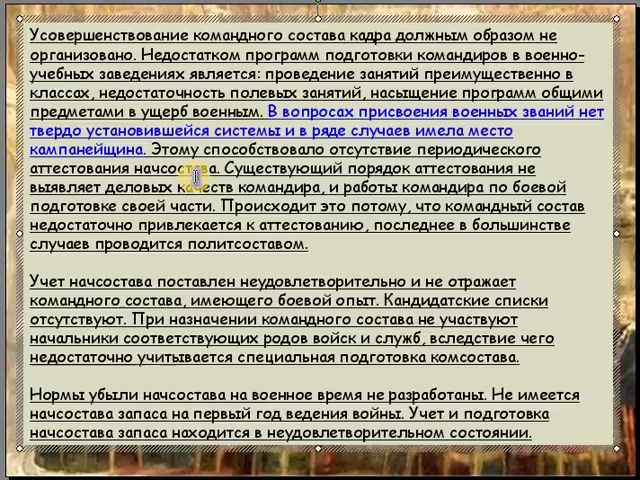 Усовершенствование командного состава кадра должным образом не
организовано. Недостатком программ подготовки командиров в военно-
учебных заведениях является: проведение занятий преимущественно в
классах, недостаточность полевых занятий, насыщение программ общими
предметами в ущерб военным. В вопросах присвоения военных званий нет
твердо установившейся системы и в ряде случаев имела место
кампанейщина. Этому способствовало отсутствие периодического
аттестования начсостава. Существующий порядок аттестования не
выявляет деловых качеств командира, и работы командира по боевой
подготовке своей части. Происходит это потому, что командный состав
недостаточно привлекается к аттестованию, последнее в большинстве
случаев проводится политсоставом.
Учет начсостава поставлен неудовлетворительно и не отражает
командного состава, имеющего боевой опыт. Кандидатские списки
отсутствуют. При назначении командного состава не участвуют
начальники соответствующих родов войск и служб, вследствие чего
недостаточно учитывается специальная подготовка комсостава.
Нормы убыли начсостава на военное время не разработаны. Не имеется
начсостава запаса на первый год ведения войны. Учет и подготовка
начсостава запаса находится в неудовлетворительном состоянии.